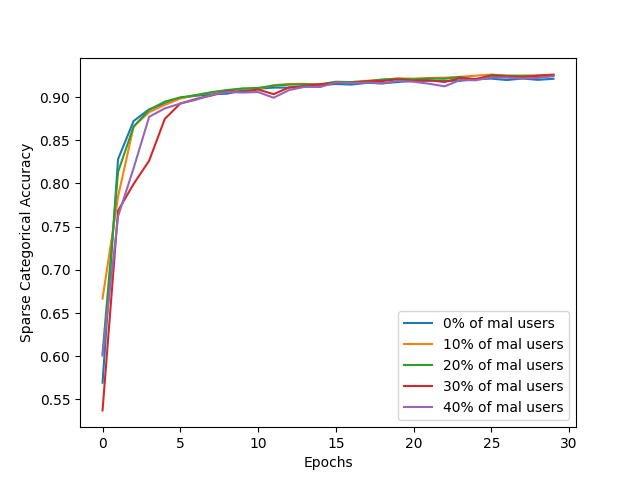 0.90
0.85
0.80
0.75
0.70
0.65
0.60
0.55
Sparse Categorical Accuracy
0% of mal users
10% of mal users
20% of mal users
30% of mal users
40% of mal users
0 5 10 15 20 25 30
Epochs